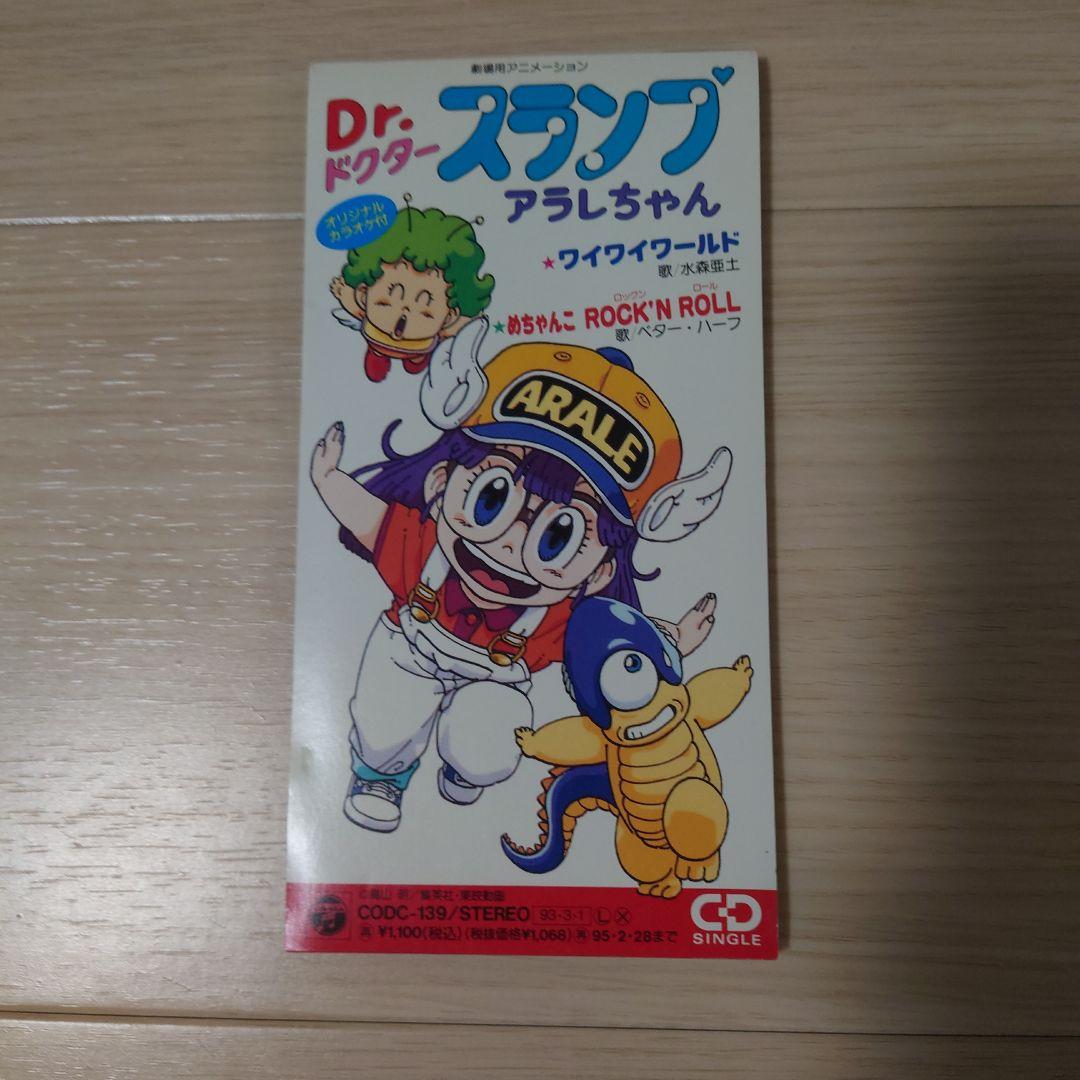 劇場用アニメーション
Dr.
ドクター
スランプ
アラレちゃん
オリジナル
カラオケ付
★ワイワイワールド
歌/水森亜土
ロックン ロール
★めちゃんこ ROCK'N ROLL
歌/ペター・ハーフ
ARALE
©鳥山 明/集英社・東映動画
CODC-139/STEREO 93・3・1 L X
再 ¥1,100(税込)(税抜価格¥1,068) 再 95・2・28まで
CD
SINGLE